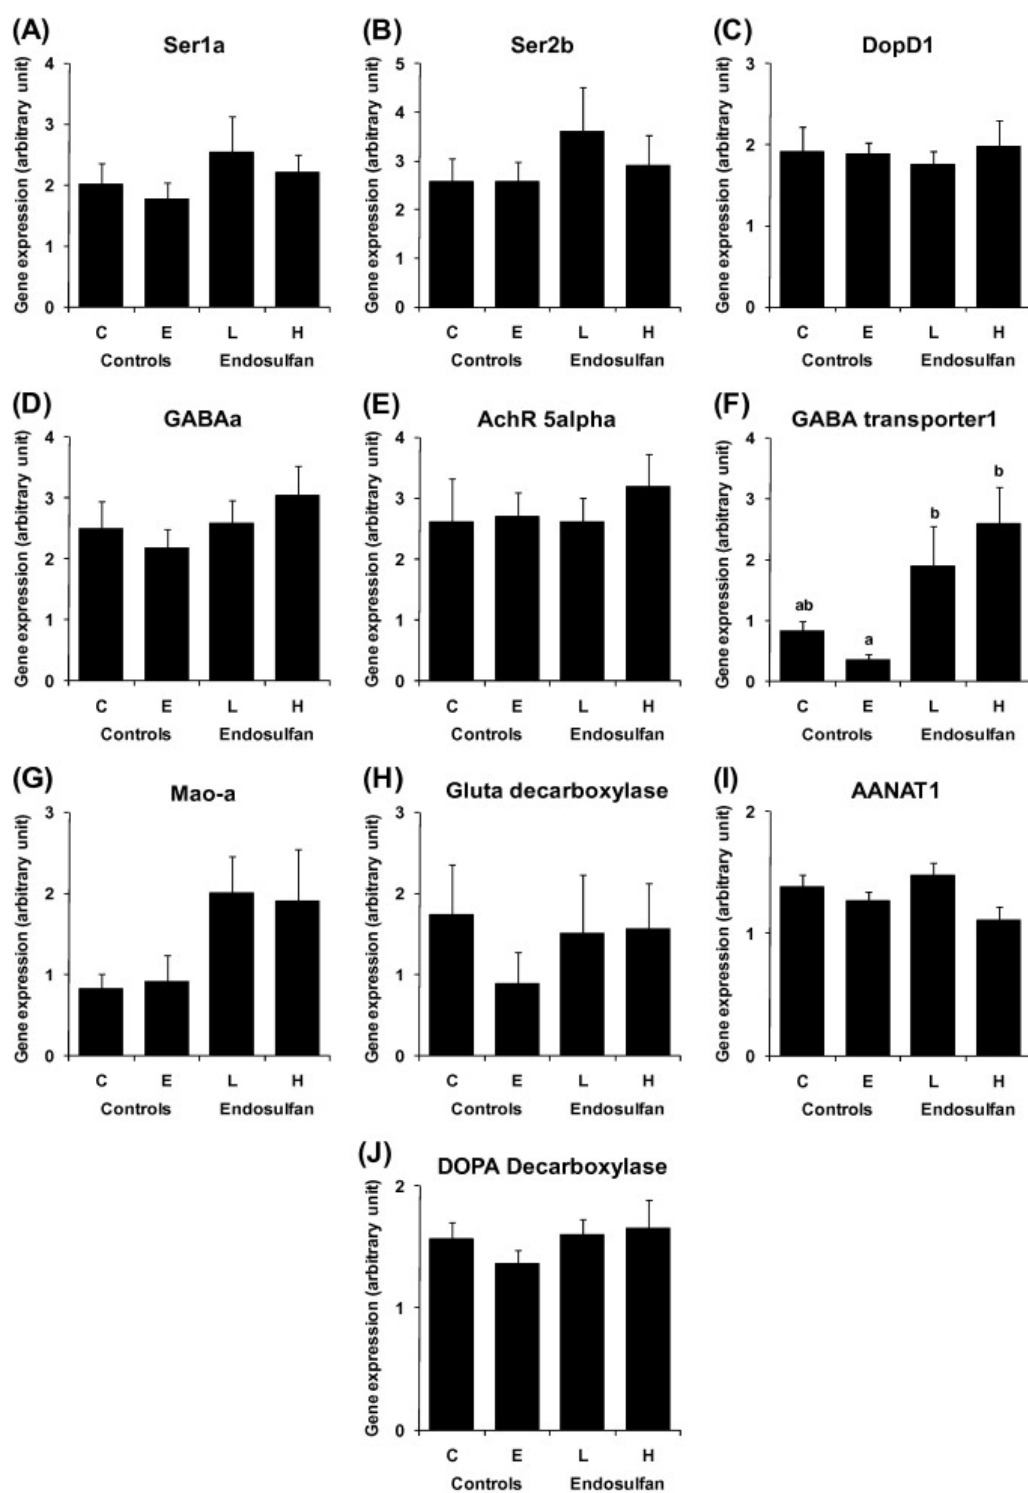 (A) Ser1a
Gene expression (arbitrary unit)
4
3
2
1
0
C E L H
Controls Endosulfan
(B) Ser2b
Gene expression (arbitrary unit)
5
4
3
2
1
0
C E L H
Controls Endosulfan
(C) DopD1
Gene expression (arbitrary unit)
3
2
1
0
C E L H
Controls Endosulfan
(D) GABAa
Gene expression (arbitrary unit)
4
3
2
1
0
C E L H
Controls Endosulfan
(E) AchR 5alpha
Gene expression (arbitrary unit)
4
3
2
1
0
C E L H
Controls Endosulfan
(F) GABA transporter1
Gene expression (arbitrary unit)
4
3
2
1
0
ab a b b
C E L H
Controls Endosulfan
(G) Mao-a
Gene expression (arbitrary unit)
3
2
1
0
C E L H
Controls Endosulfan
(H) Gluta decarboxylase
Gene expression (arbitrary unit)
3
2
1
0
C E L H
Controls Endosulfan
(I) AANAT1
Gene expression (arbitrary unit)
2
1
0
C E L H
Controls Endosulfan
(J) DOPA Decarboxylase
Gene expression (arbitrary unit)
2
1
0
C E L H
Controls Endosulfan